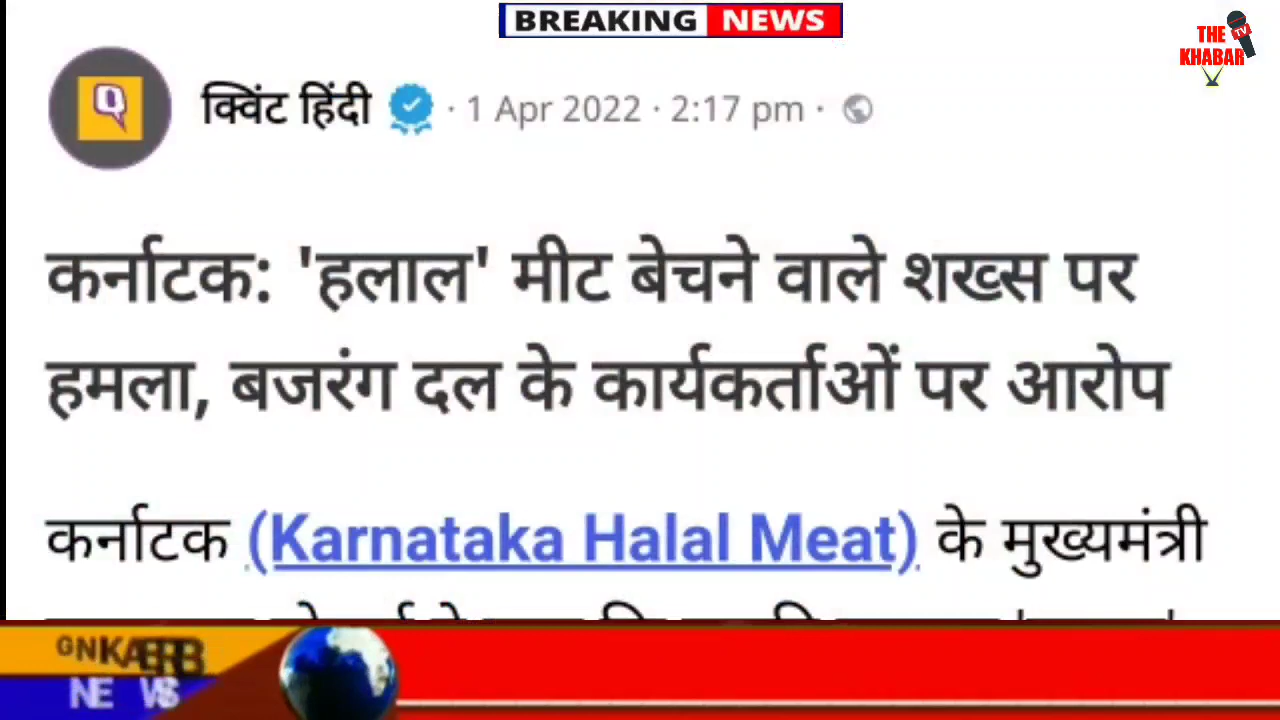 BREAKING NEWS
THE KHABAR TV
क्विंट हिंदी · 1 Apr 2022 · 2:17 pm ·
कर्नाटक: 'हलाल' मीट बेचने वाले शख्स पर
हमला, बजरंग दल के कार्यकर्ताओं पर आरोप
कर्नाटक (Karnataka Halal Meat) के मुख्यमंत्री
NEWS